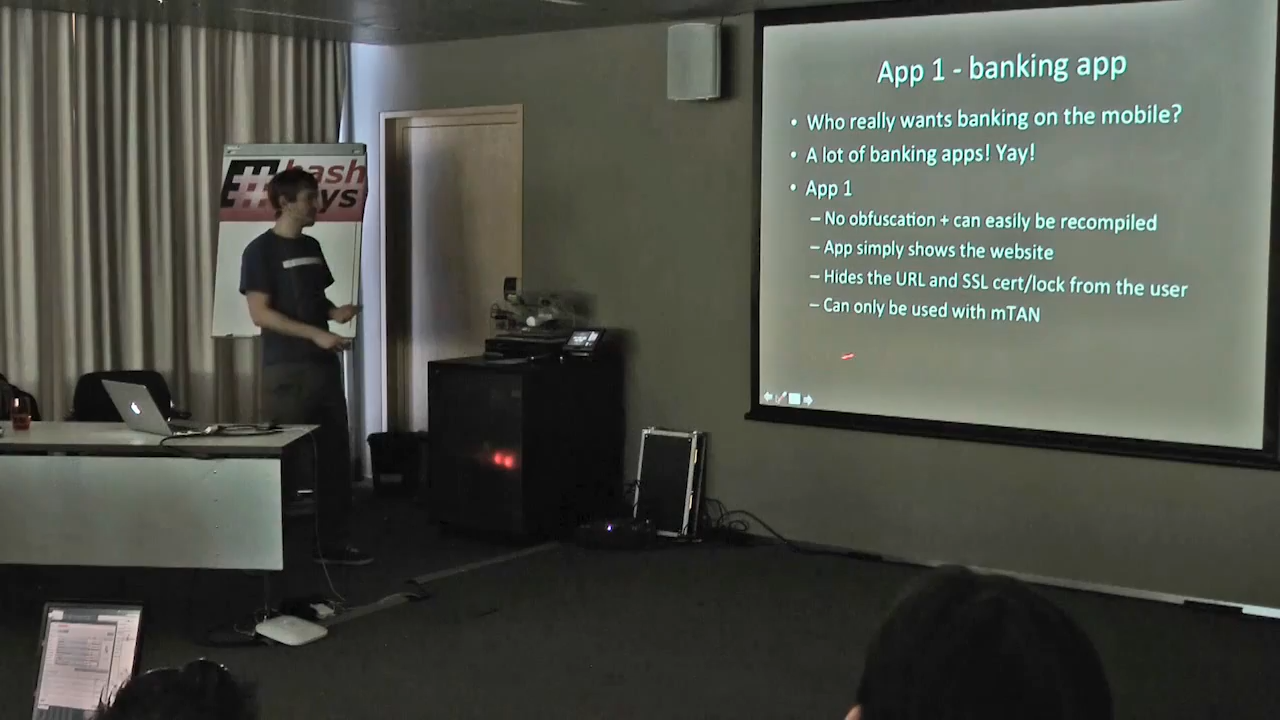 hash
ys
App 1 - banking app
• Who really wants banking on the mobile?
• A lot of banking apps! Yay!
• App 1
– No obfuscation + can easily be recompiled
– App simply shows the website
– Hides the URL and SSL cert/lock from the user
– Can only be used with mTAN